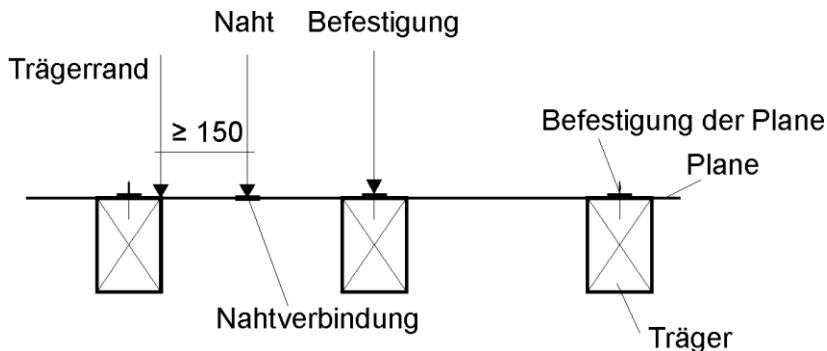 Naht
Befestigung
Trägerrand
≥ 150
Befestigung der Plane
Plane
Nahtverbindung
Träger